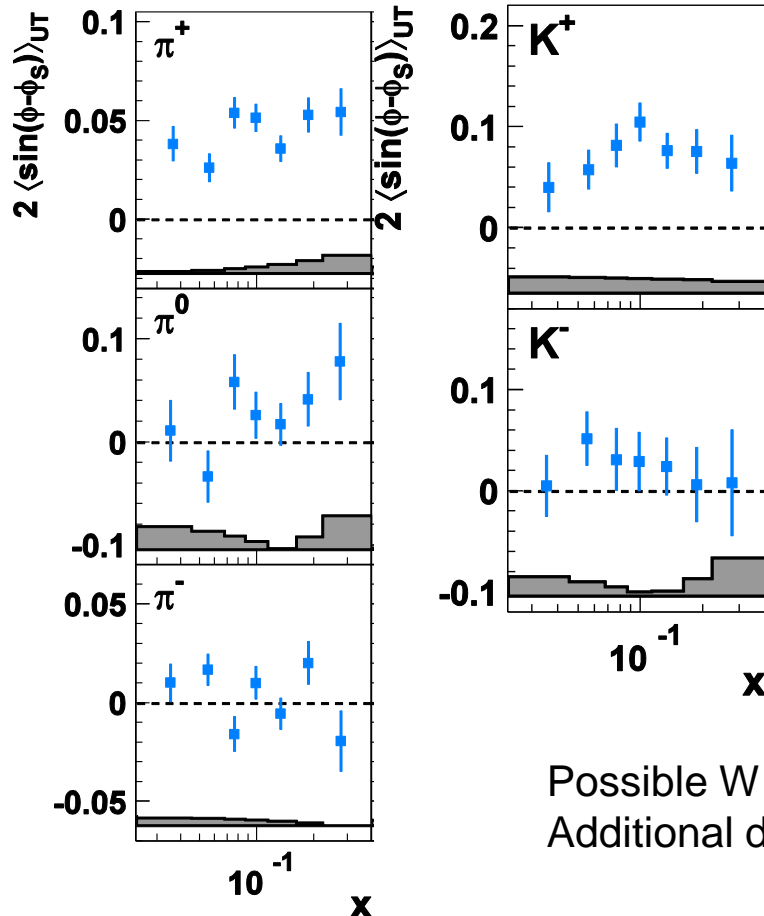 2 ⟨sin(ϕ-ϕS)⟩UT
0.1
0.05
0
π+
0.1
0
-0.1
π0
0.05
0
-0.05
π-
10 -1
x
2 ⟨sin(ϕ-ϕS)⟩UT
0.2
0.1
0
K+
0.1
0
-0.1
K-
10 -1
x
Possible W
Additional d